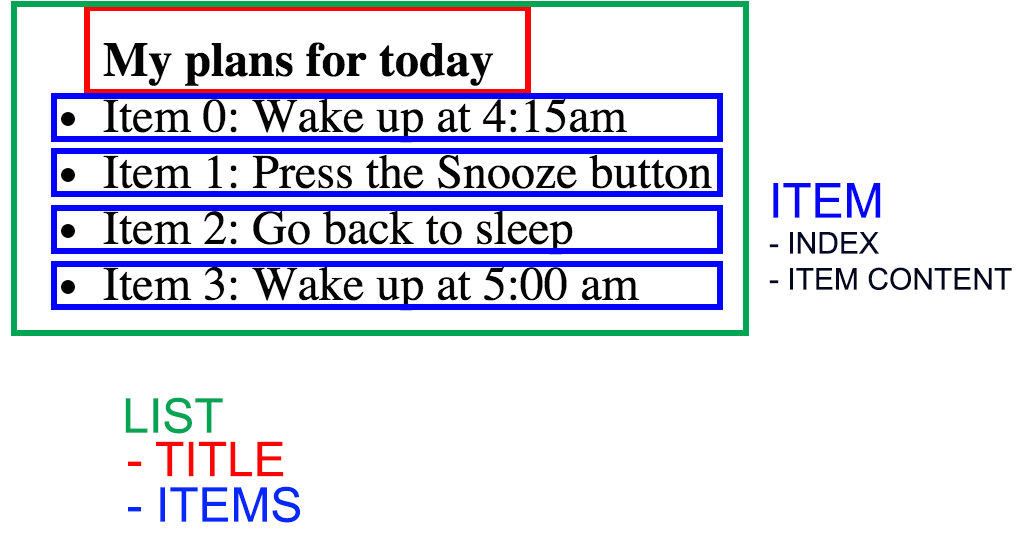 My plans for today
• Item 0: Wake up at 4:15am
• Item 1: Press the Snooze button
• Item 2: Go back to sleep
• Item 3: Wake up at 5:00 am
ITEM
- INDEX
- ITEM CONTENT
LIST
- TITLE
- ITEMS